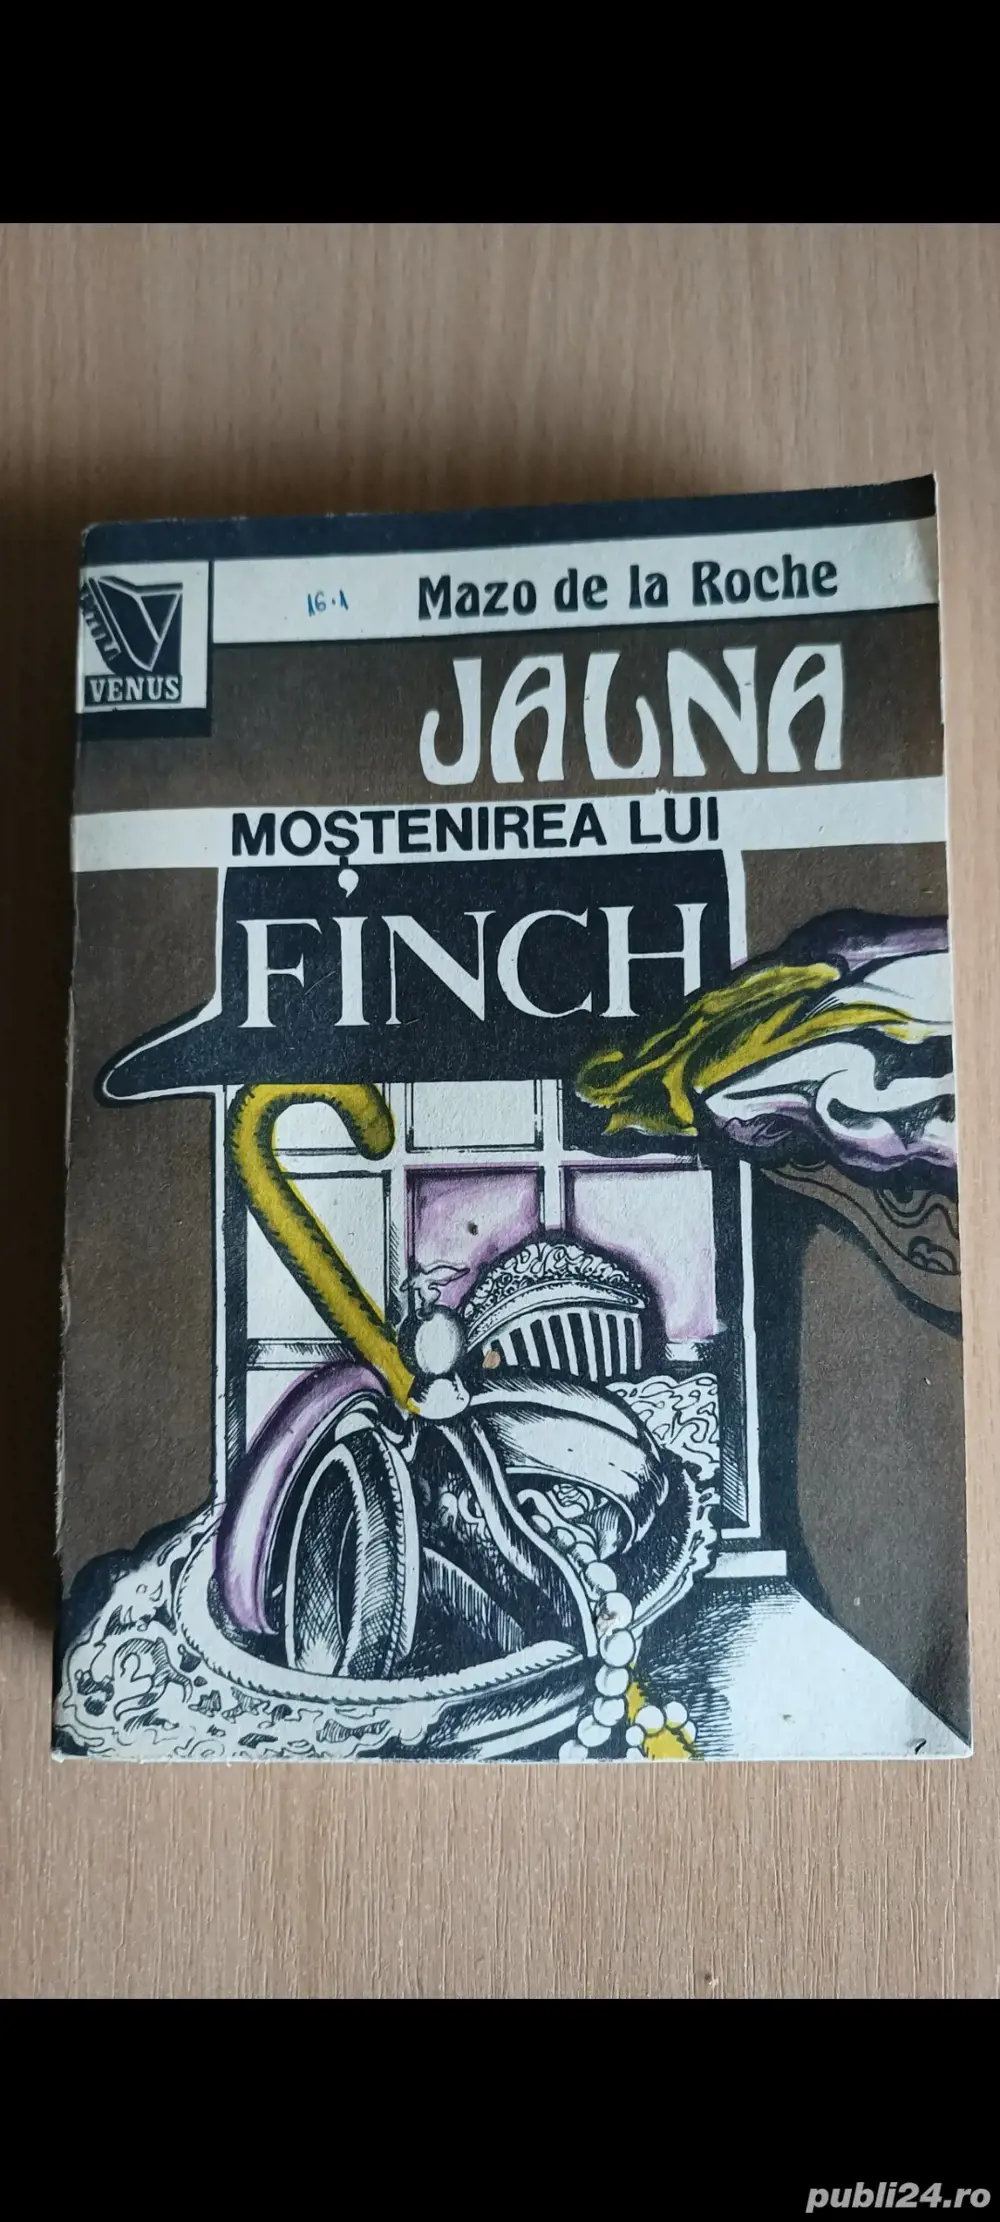 Mazo de la Roche
16.1
VENUS
JALNA
MOȘTENIREA LUI
FINCH
publi24.ro